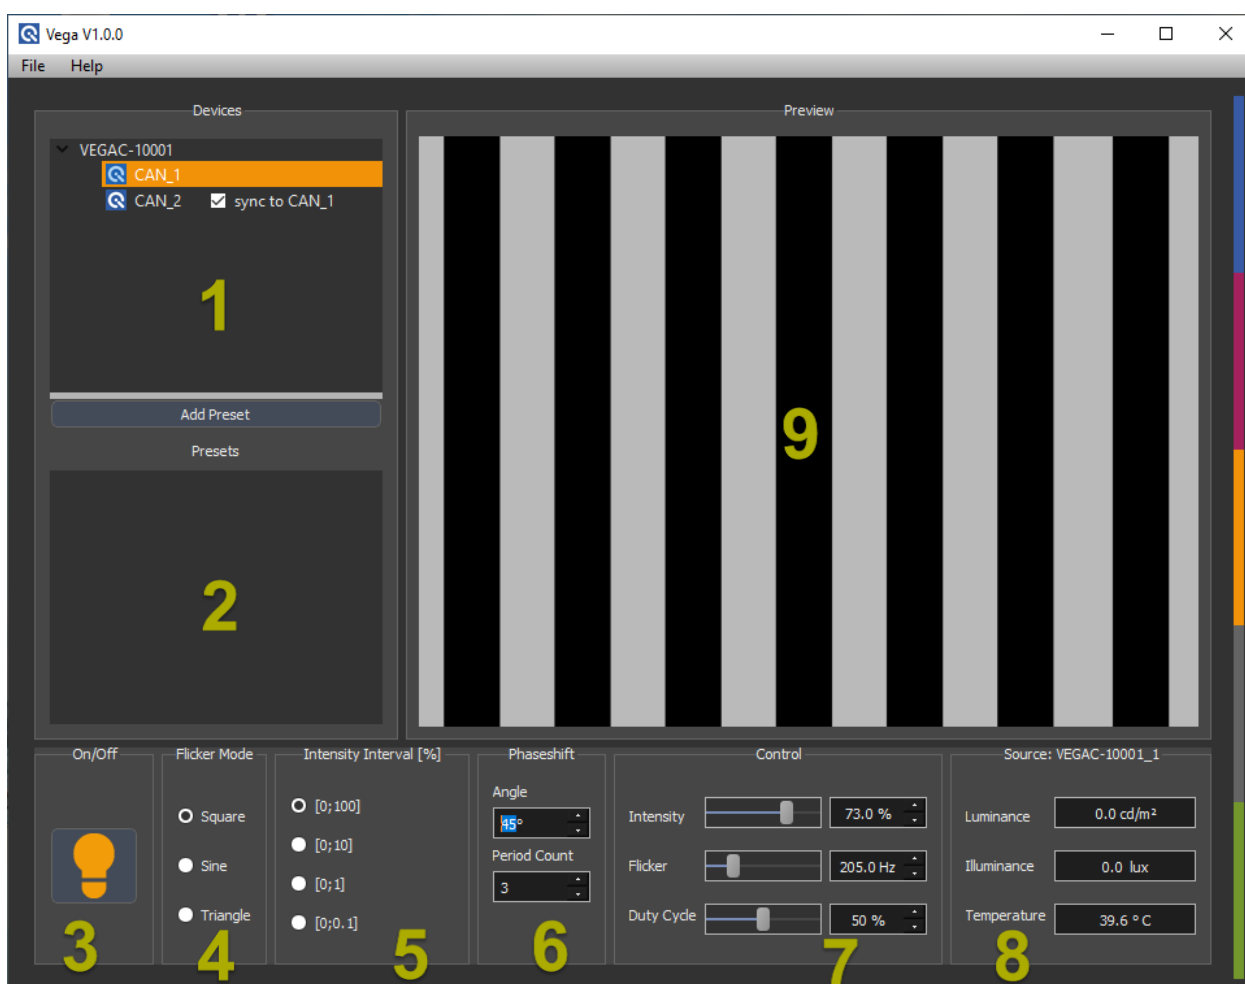 Vega V1.0.0
File Help
Devices
VEGAC-10001
CAN_1
CAN_2 sync to CAN_1
1
Add Preset
Presets
2
Preview
9
On/Off
3
Flicker Mode
Square
Sine
Triangle
4
Intensity Interval [%]
[0;100]
[0;10]
[0;1]
[0;0.1]
5
Phaseshift
Angle
45°
Period Count
3
6
Control
Intensity 73.0 %
Flicker 205.0 Hz
Duty Cycle 50 %
7
Source: VEGAC-10001_1
Luminance 0.0 cd/m²
Illuminance 0.0 lux
Temperature 39.6 ° C
8